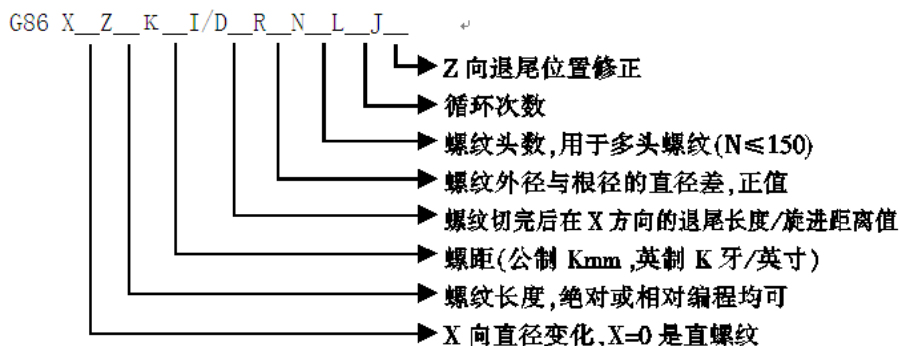 G86 X__Z__K__I/D__R__N__L__J__ ↵
Z 向退尾位置修正
循环次数
螺纹头数,用于多头螺纹(N≤150)
螺纹外径与根径的直径差,正值
螺纹切完后在 X 方向的退尾长度/旋进距离值
螺距(公制 Kmm ,英制 K 牙/英寸)
螺纹长度,绝对或相对编程均可
X 向直径变化,X=0 是直螺纹